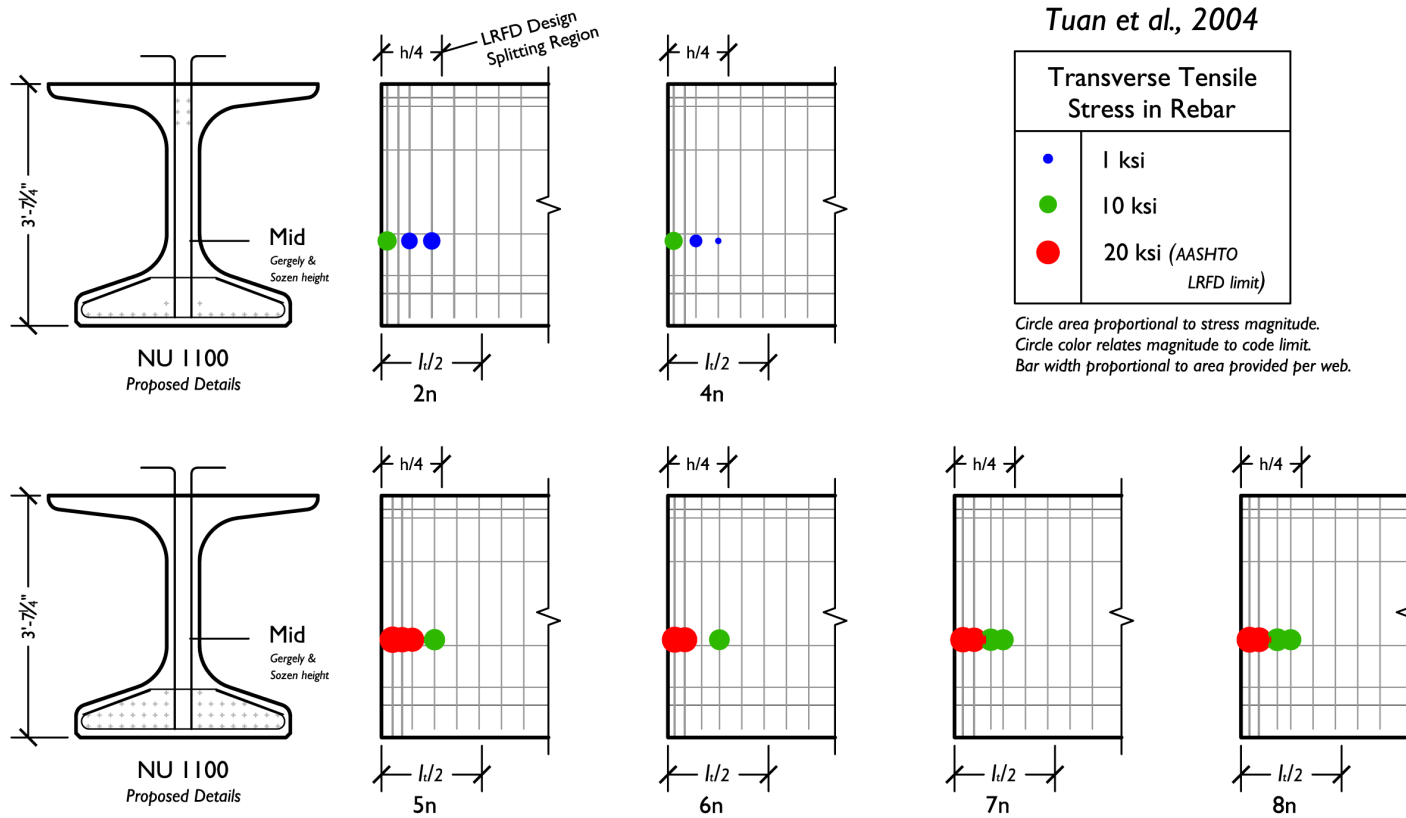 Tuan et al., 2004
h/4
LRFD Design
Splitting Region
h/4
3'-7¼"
Mid
Gergely &
Sozen height
NU 1100
Proposed Details
lt/2
2n
lt/2
4n
Transverse Tensile
Stress in Rebar
1 ksi
10 ksi
20 ksi (AASHTO
LRFD limit)
Circle area proportional to stress magnitude.
Circle color relates magnitude to code limit.
Bar width proportional to area provided per web.
h/4
h/4
h/4
h/4
3'-7¼"
Mid
Gergely &
Sozen height
NU 1100
Proposed Details
lt/2
5n
lt/2
6n
lt/2
7n
lt/2
8n